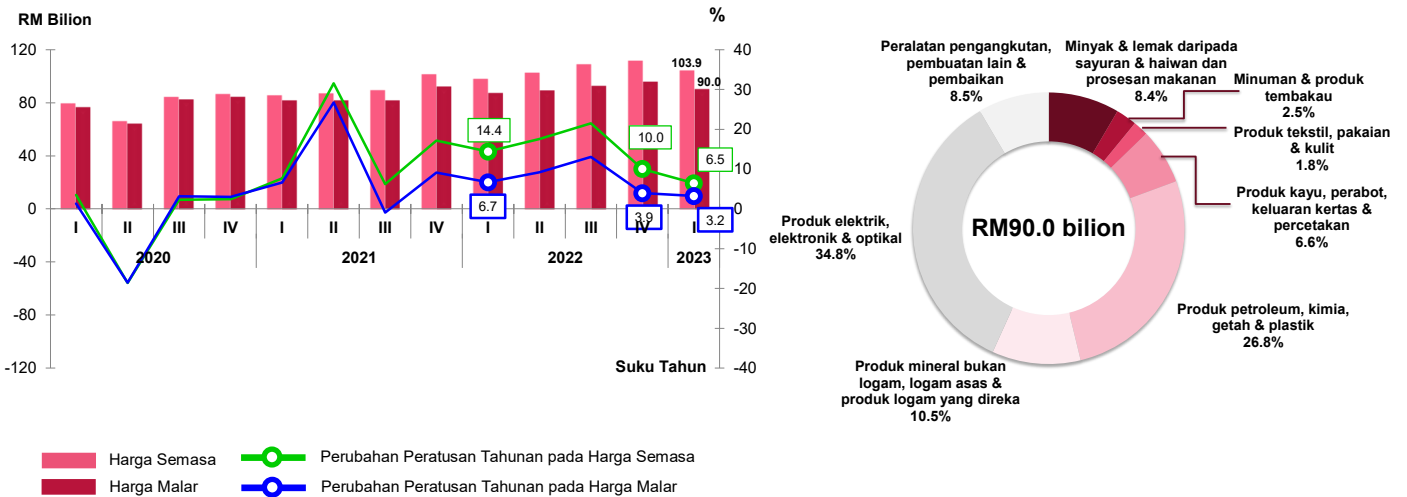 RM Bilion
%
120
80
40
0
-40
-80
-120
40
30
20
10
0
-10
-20
-30
-40
103.9
90.0
14.4
10.0
6.5
6.7
3.9
3.2
I II III IV I II III IV I II III IV I
2020 2021 2022 2023
Suku Tahun
Harga Semasa
Perubahan Peratusan Tahunan pada Harga Semasa
Harga Malar
Perubahan Peratusan Tahunan pada Harga Malar
Peralatan pengangkutan,
pembuatan lain &
pembaikan
8.5%
Minyak & lemak daripada
sayuran & haiwan dan
prosesan makanan
8.4%
Minuman & produk
tembakau
2.5%
Produk tekstil, pakaian
& kulit
1.8%
Produk kayu, perabot,
keluaran kertas &
percetakan
6.6%
Produk elektrik,
elektronik & optikal
34.8%
RM90.0 bilion
Produk petroleum, kimia,
getah & plastik
26.8%
Produk mineral bukan
logam, logam asas &
produk logam yang direka
10.5%